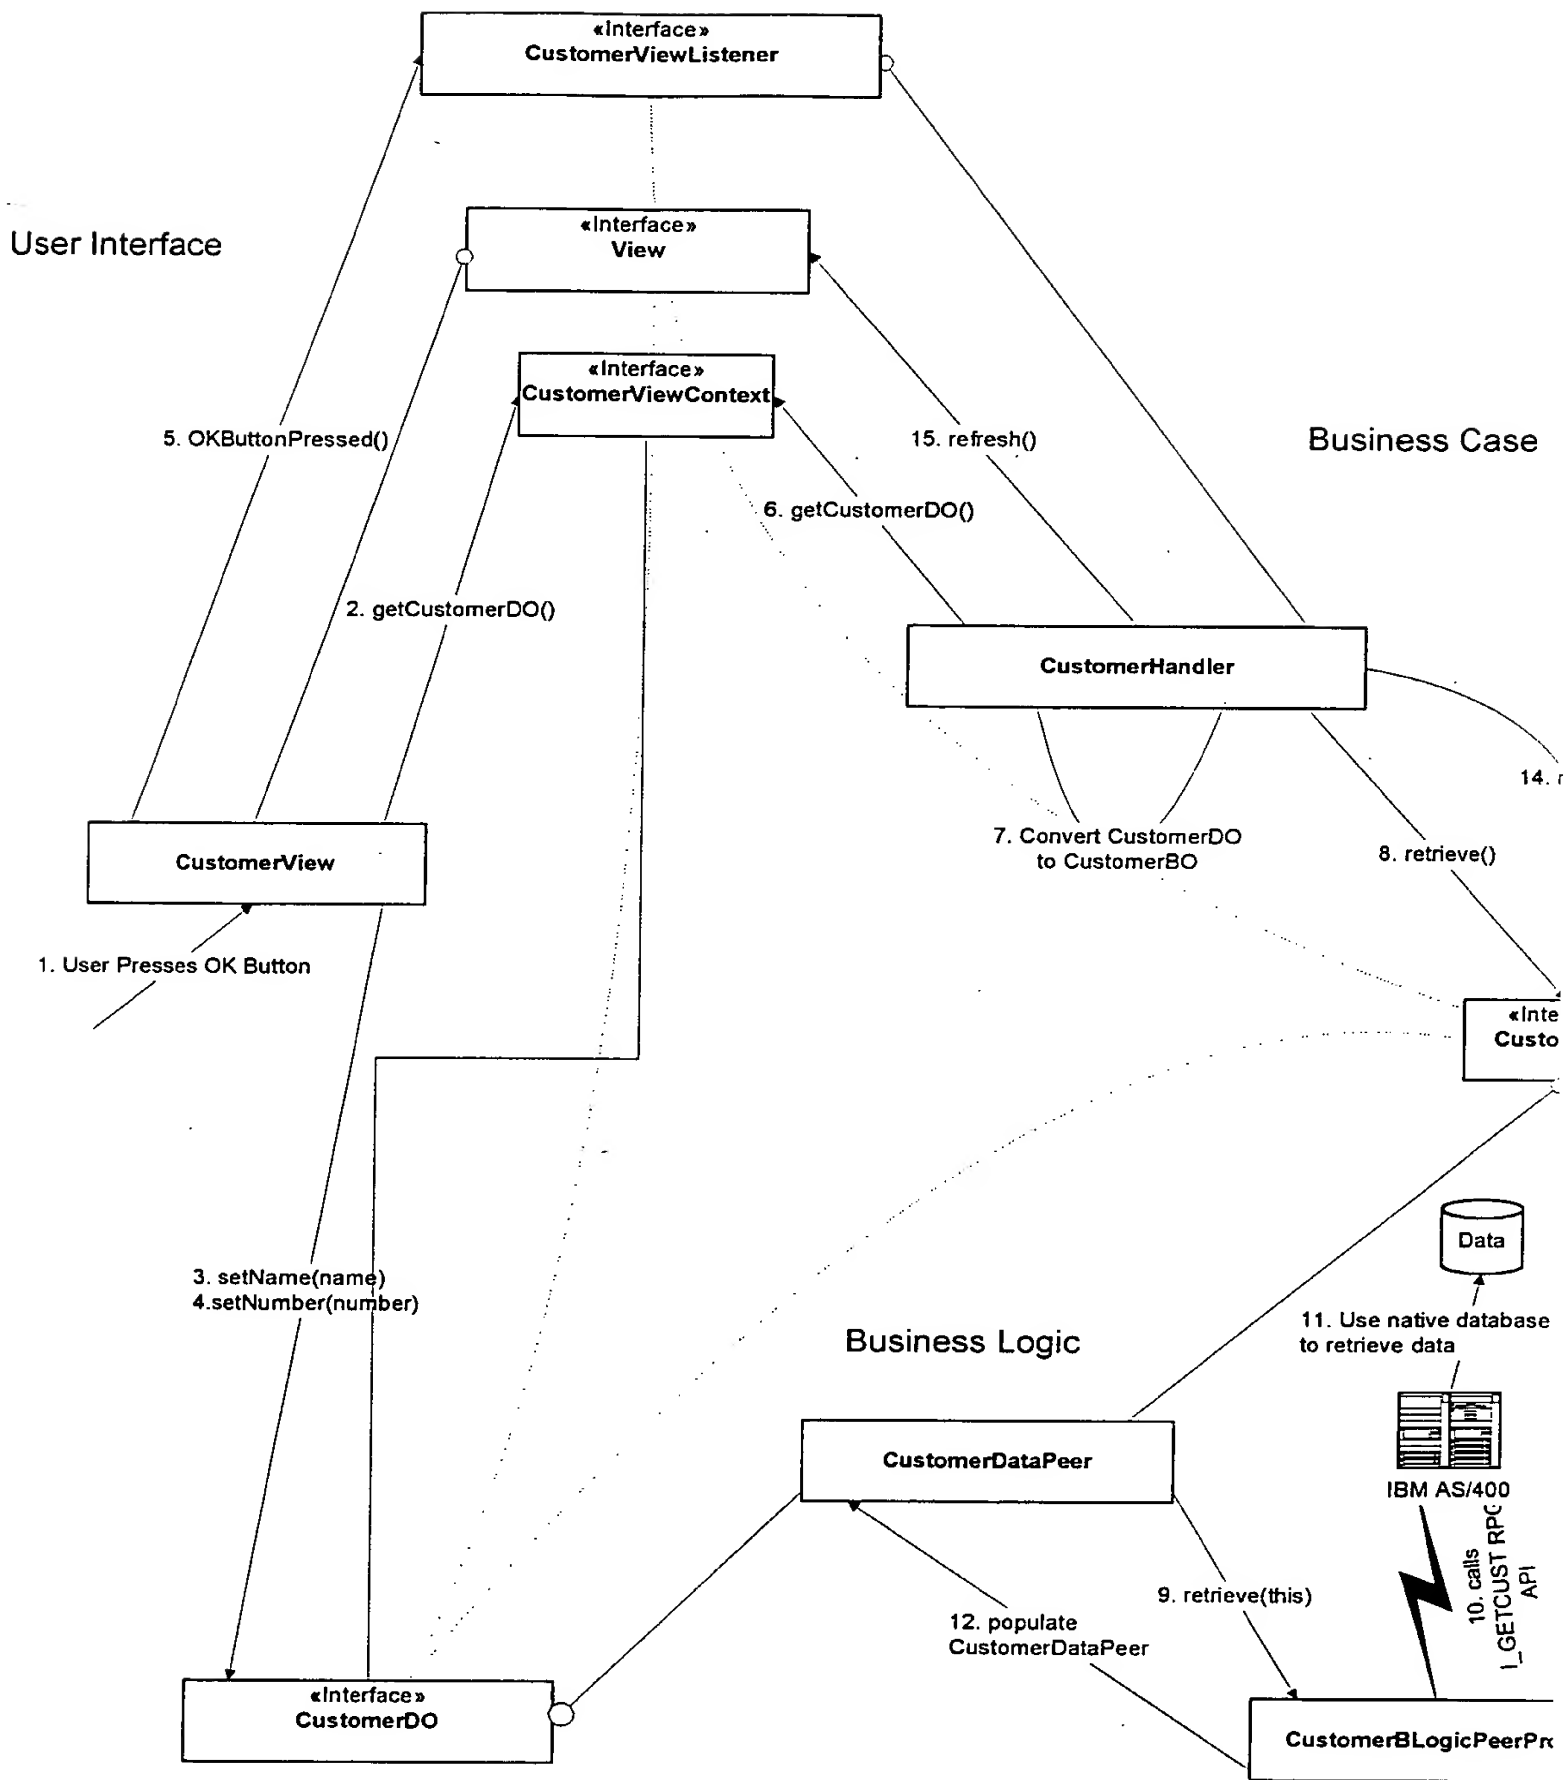 «Interface»
CustomerViewListener
User Interface
«Interface»
View
«Interface»
CustomerViewContext
5. OKButtonPressed()
15. refresh()
Business Case
6. getCustomerDO()
2. getCustomerDO()
CustomerHandler
14. r
7. Convert CustomerDO
to CustomerBO
8. retrieve()
CustomerView
1. User Presses OK Button
«Inte
Custo
3. setName(name)
4.setNumber(number)
Data
11. Use native database
to retrieve data
Business Logic
CustomerDataPeer
IBM AS/400
10. calls
I_GETCUST RPG
API
9. retrieve(this)
12. populate
CustomerDataPeer
«Interface»
CustomerDO
CustomerBLogicPeerPro